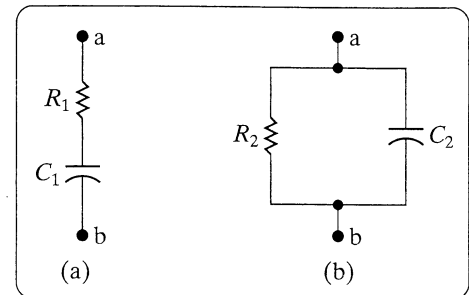 a a
R₁
R₂ C₂
C₁
b b
(a) (b)